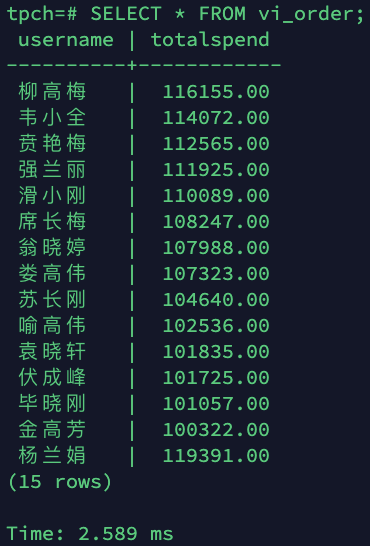 tpch=# SELECT * FROM vi_order;
 username | totalspend
----------+------------
 柳高梅   |  116155.00
 韦小全   |  114072.00
 贲艳梅   |  112565.00
 强兰丽   |  111925.00
 滑小刚   |  110089.00
 席长梅   |  108247.00
 翁晓婷   |  107988.00
 娄高伟   |  107323.00
 苏长刚   |  104640.00
 喻高伟   |  102536.00
 袁晓轩   |  101835.00
 伏成峰   |  101725.00
 毕晓刚   |  101057.00
 金高芳   |  100322.00
 杨兰娟   |  119391.00
(15 rows)
Time: 2.589 ms